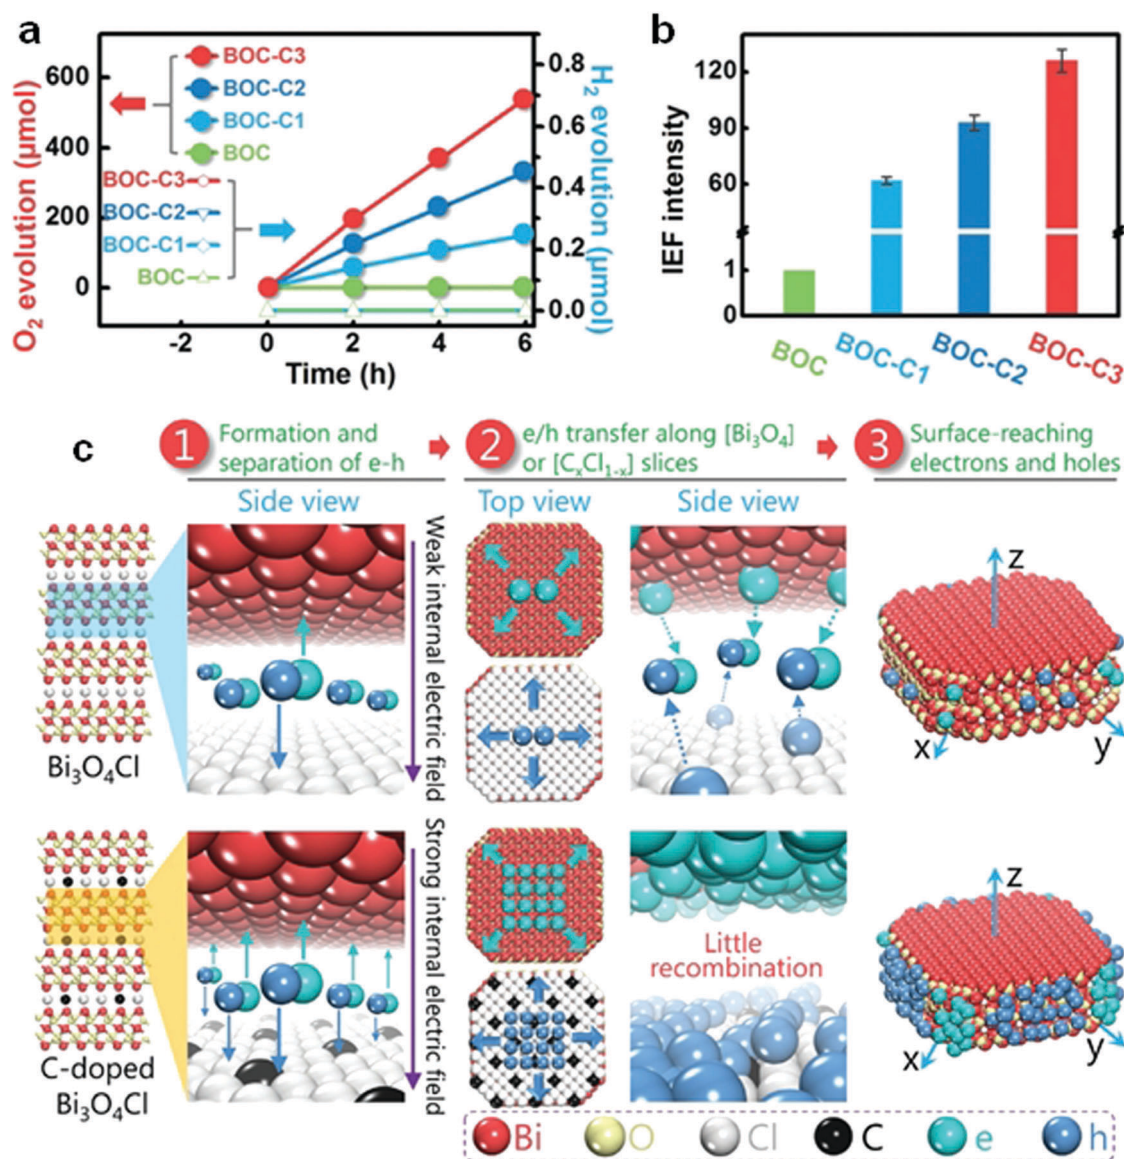 a
O₂ evolution (μmol)
600
400
200
0
BOC-C3
BOC-C2
BOC-C1
BOC
BOC-C3
BOC-C2
BOC-C1
BOC
0.8
0.6
0.4
0.2
0.0
H₂ evolution (μmol)
-2
0
2
4
6
Time (h)
b
IEF intensity
120
90
60
1
0
BOC
BOC-C1
BOC-C2
BOC-C3
c
1
Formation and
separation of e-h
2
e/h transfer along [Bi₃O₄]
or [CₓCl₁₋ₓ] slices
3
Surface-reaching
electrons and holes
Side view
Top view
Side view
Bi₃O₄Cl
Weak internal electric field
z
x
y
C-doped
Bi₃O₄Cl
Strong internal electric field
Little
recombination
z
x
y
Bi
O
Cl
C
e
h